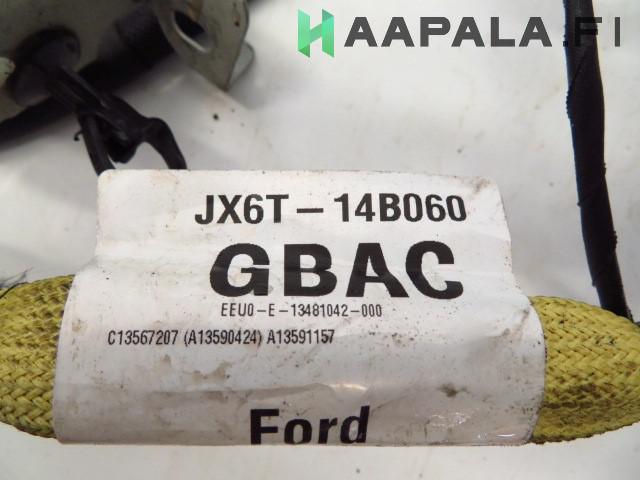 HAAPALA.FI
JX6T-14B060
GBAC
EEU0-E-13481042-000
C13567207 (A13590424) A13591157
Ford